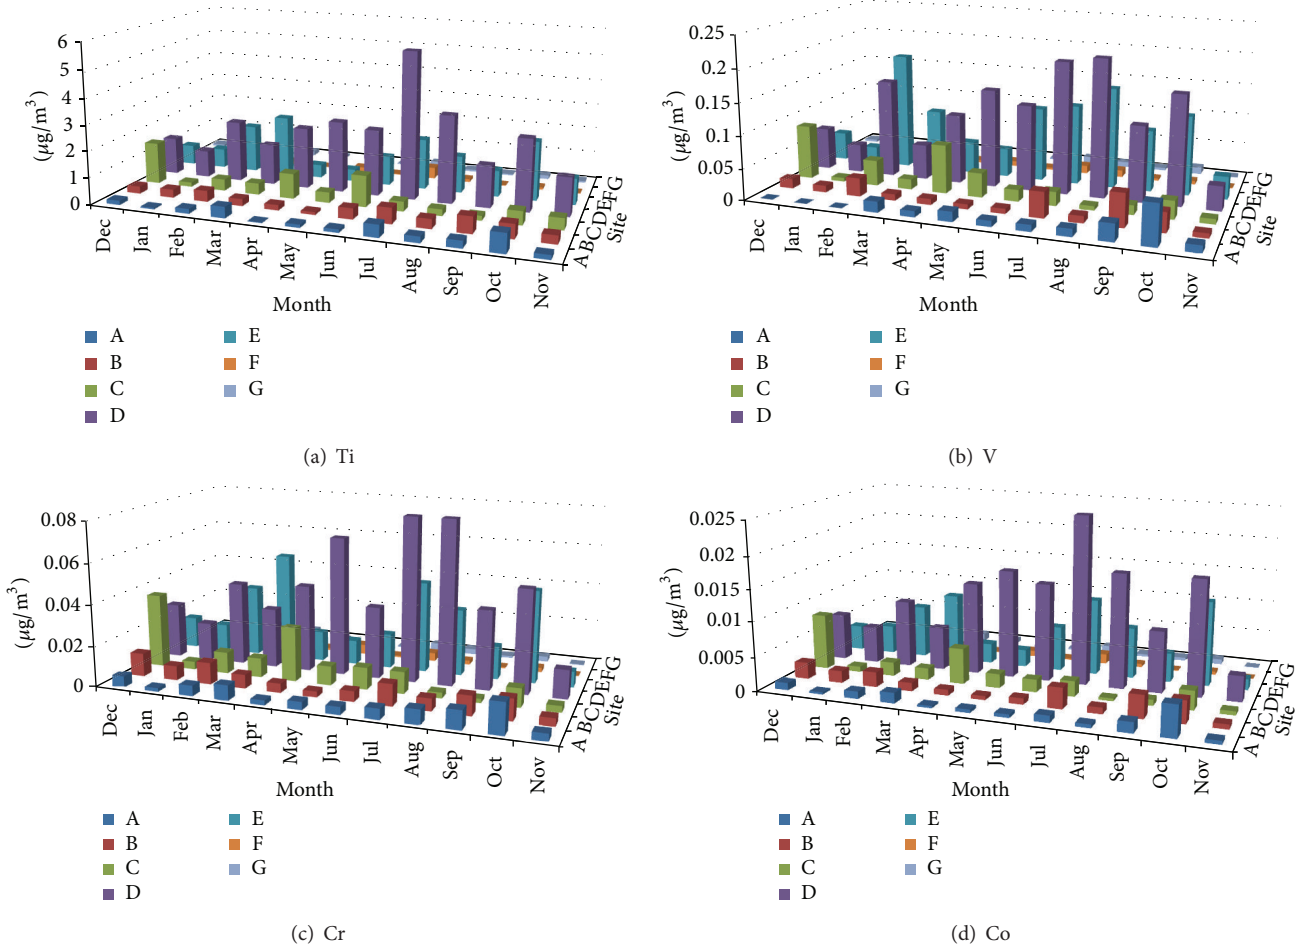 6
5
4
3
2
1
0
(μg/m³)
Dec
Jan
Feb
Mar
Apr
May
Jun
Jul
Aug
Sep
Oct
Nov
A
B
C
D
E
F
G
Site
Month
A
B
C
D
E
F
G
(a) Ti
0.25
0.2
0.15
0.1
0.05
0
(μg/m³)
Dec
Jan
Feb
Mar
Apr
May
Jun
Jul
Aug
Sep
Oct
Nov
A
B
C
D
E
F
G
Site
Month
A
B
C
D
E
F
G
(b) V
0.08
0.06
0.04
0.02
0
(μg/m³)
Dec
Jan
Feb
Mar
Apr
May
Jun
Jul
Aug
Sep
Oct
Nov
A
B
C
D
E
F
G
Site
Month
A
B
C
D
E
F
G
(c) Cr
0.025
0.02
0.015
0.01
0.005
0
(μg/m³)
Dec
Jan
Feb
Mar
Apr
May
Jun
Jul
Aug
Sep
Oct
Nov
A
B
C
D
E
F
G
Site
Month
A
B
C
D
E
F
G
(d) Co